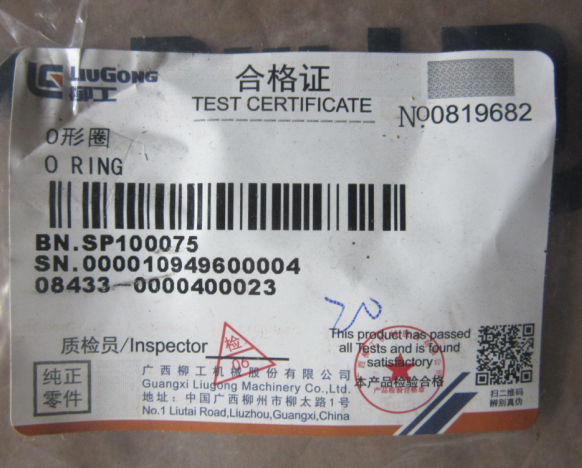 LIUGONG
柳工
合格证
TEST CERTIFICATE
No0819682
O形圈
O RING
BN.SP100075
SN.000010949600004
08433-0000400023
20
质检员/Inspector
检
06
This product has passed
all Tests and is found
satisfactory
本产品检验合格
纯正
零件
广西柳工机械股份有限公司
Guangxi Liugong Machinery Co.,Ltd.
地址：中国广西柳州市柳太路1号
No.1 Liutai Road,Liuzhou,Guangxi,China
扫二维码
辨别真伪